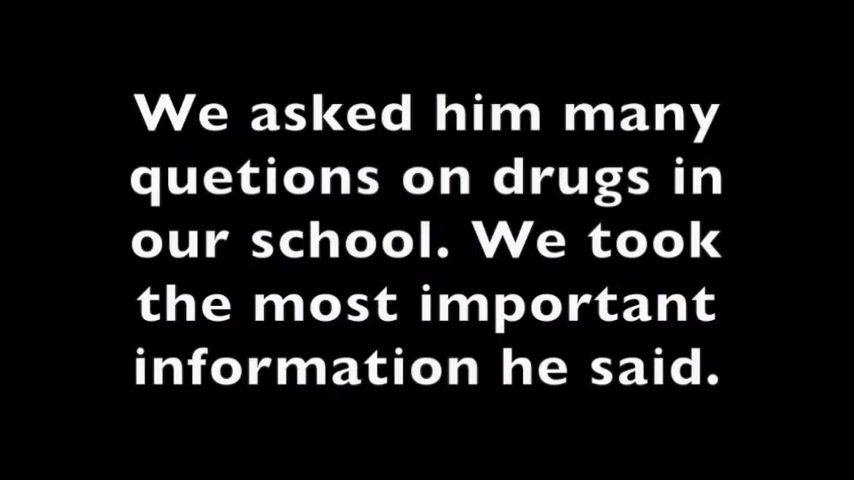 We asked him many
quetions on drugs in
our school. We took
the most important
information he said.